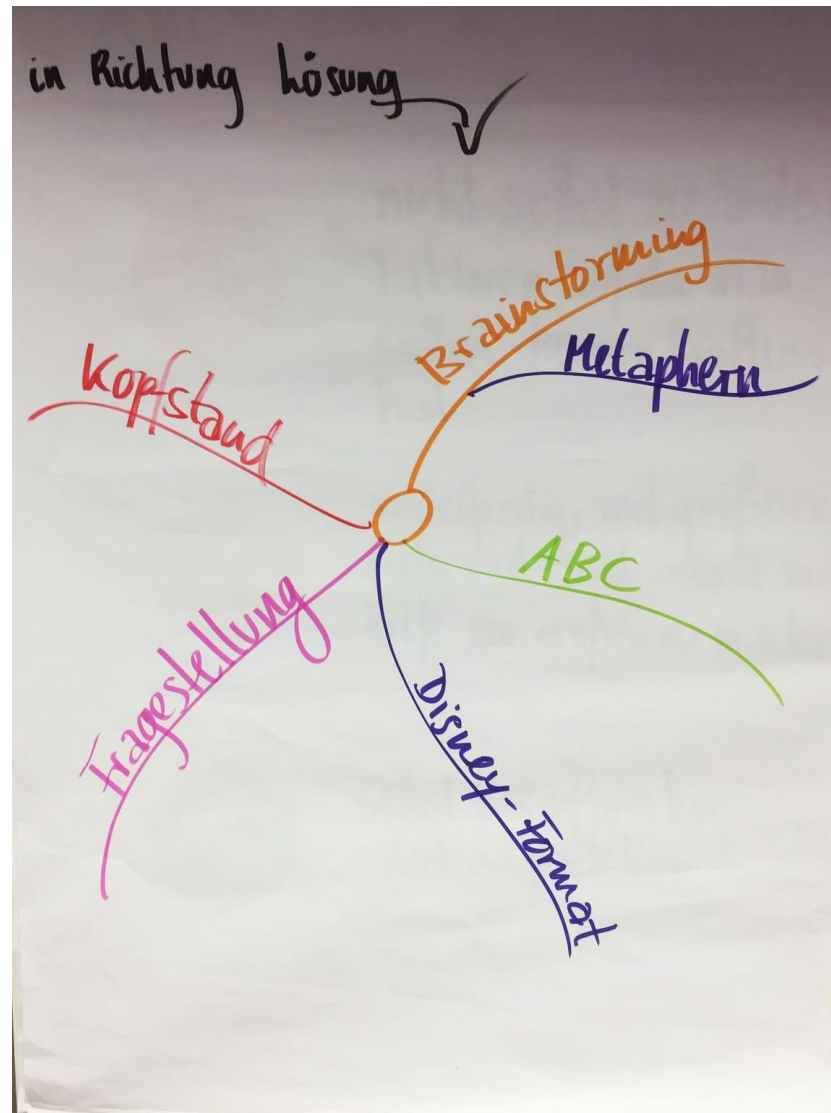 in Richtung Lösung
Brainstorming
Metaphern
Kopfstand
ABC
Fragestellung
Disney-Format